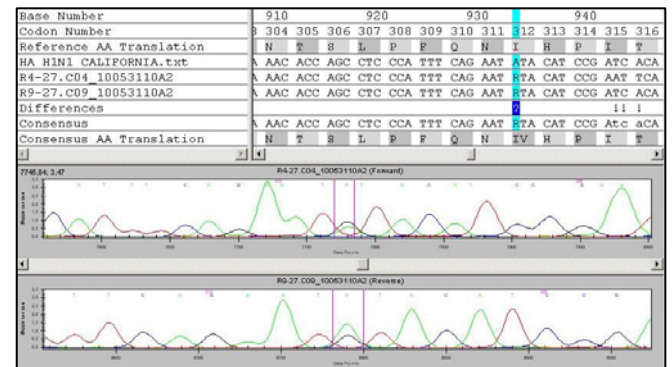 Base Number 910 920 930 940
Codon Number 304 305 306 307 308 309 310 311 312 313 314 315 316
Reference AA Translation N T S L P F Q N I H P I T
HA H1N1 CALIFORNIA.txt A AAC ACC AGC CTC CCA TTT CAG AAT ATA CAT CCG ATC ACA
R4-27.C04_10053110A2 A AAC ACC AGC CTC CCA TTT CAG AAT RTA CAT CCG AAT TCA
R9-27.C09_10053110A2 A AAC ACC AGC CTC CCA TTT CAG AAT RTA CAT CCG ATC ACA
Differences ? !! !
Consensus A AAC ACC AGC CTC CCA TTT CAG AAT RTA CAT CCG Atc aCA
Consensus AA Translation N T S L P F Q N IV H P I T
7746.84, 3.47 R4-27.C04_10053110A2 (Forward)
R9-27.C09_10053110A2 (Reverse)